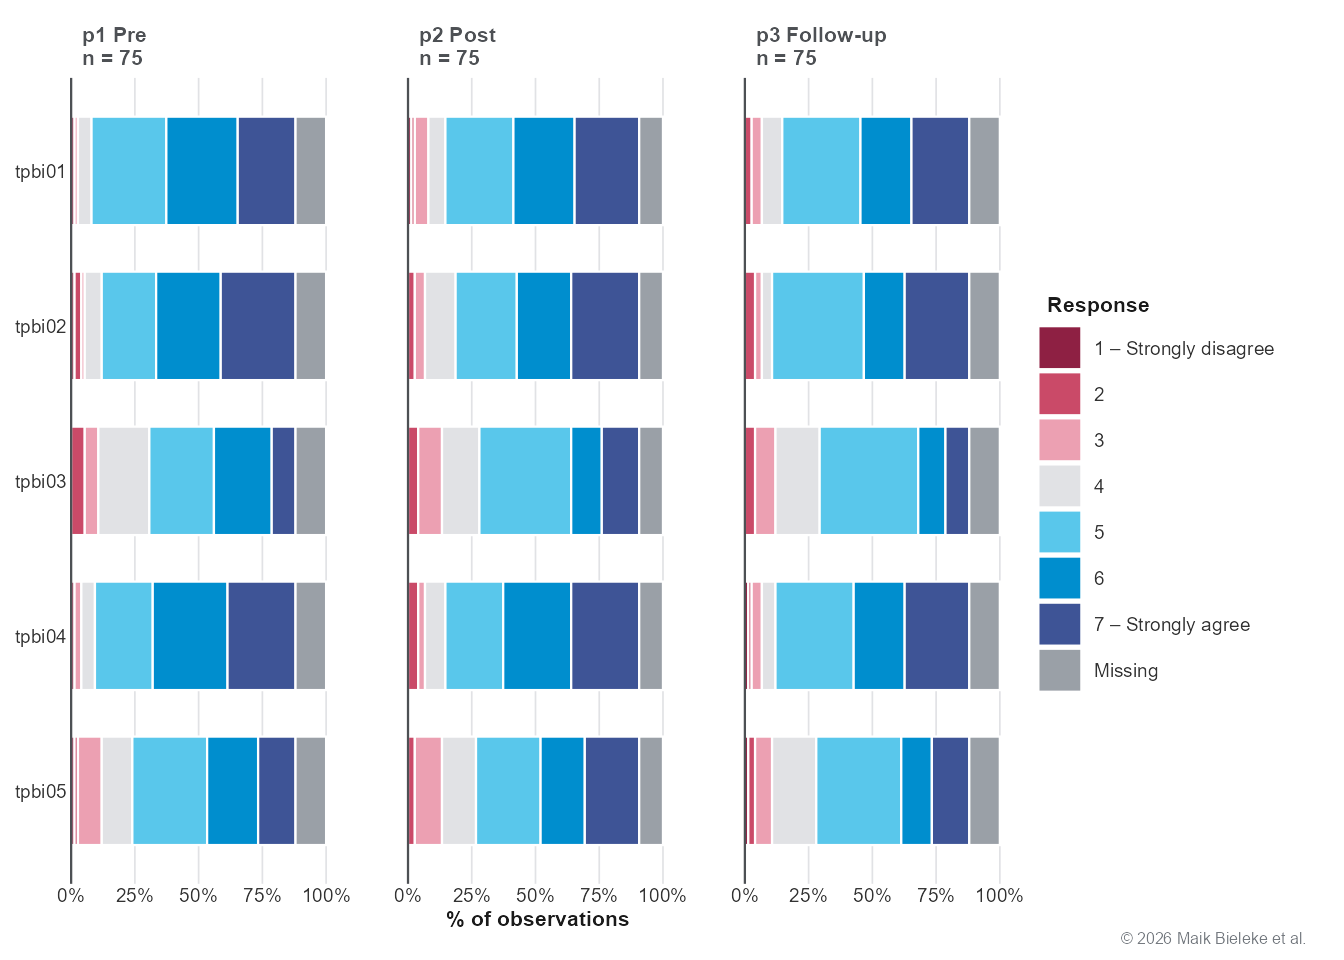 p1 Pre
n = 75
p2 Post
n = 75
p3 Follow-up
n = 75
tpbi01
tpbi02
tpbi03
tpbi04
tpbi05
0% 25% 50% 75% 100%
0% 25% 50% 75% 100%
0% 25% 50% 75% 100%
% of observations
Response
1 – Strongly disagree
2
3
4
5
6
7 – Strongly agree
Missing
© 2026 Maik Bieleke et al.